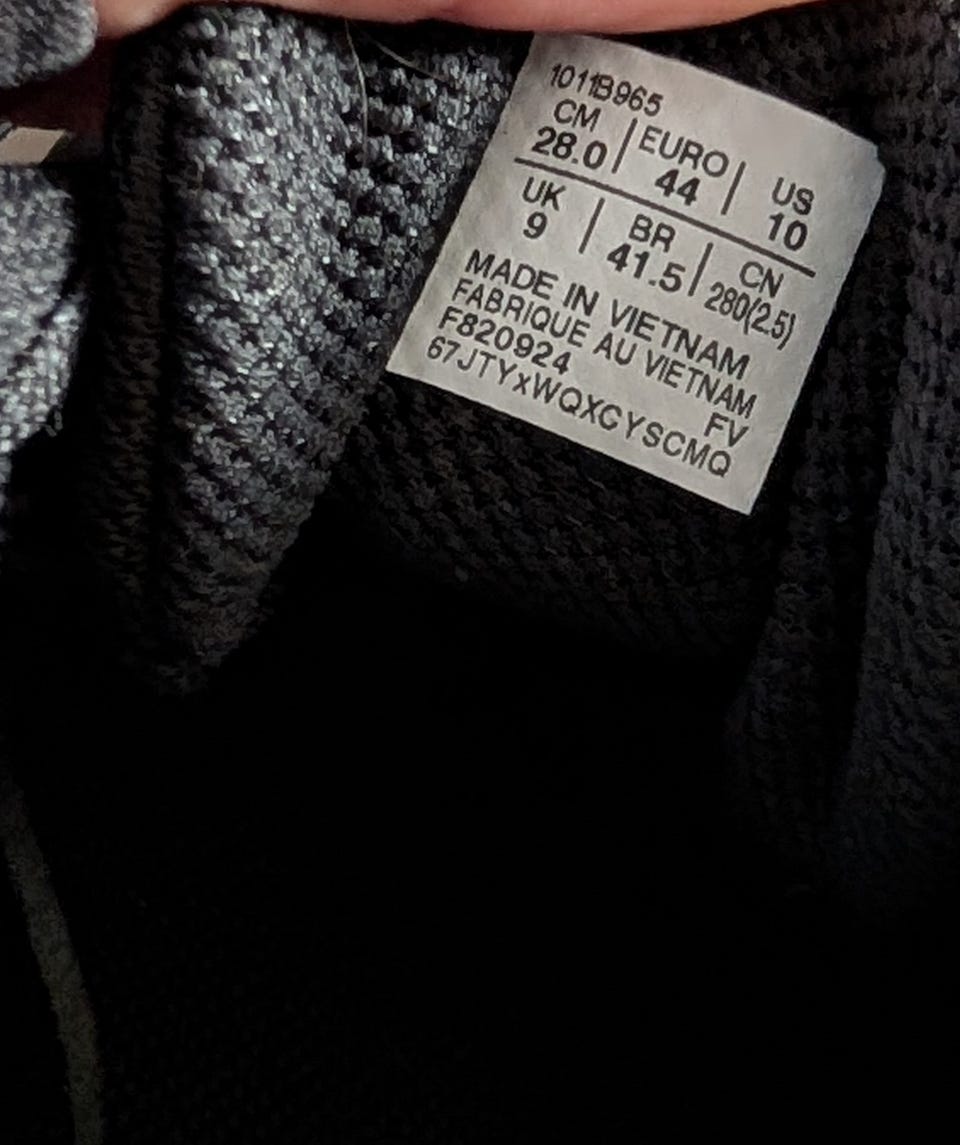 1011B965
CM | EURO | US
28.0 | 44 | 10
UK | BR | CN
9 | 41.5 | 280(2.5)
MADE IN VIETNAM
FABRIQUE AU VIETNAM
F820924 FV
67JTYxWQXCYSCMQ